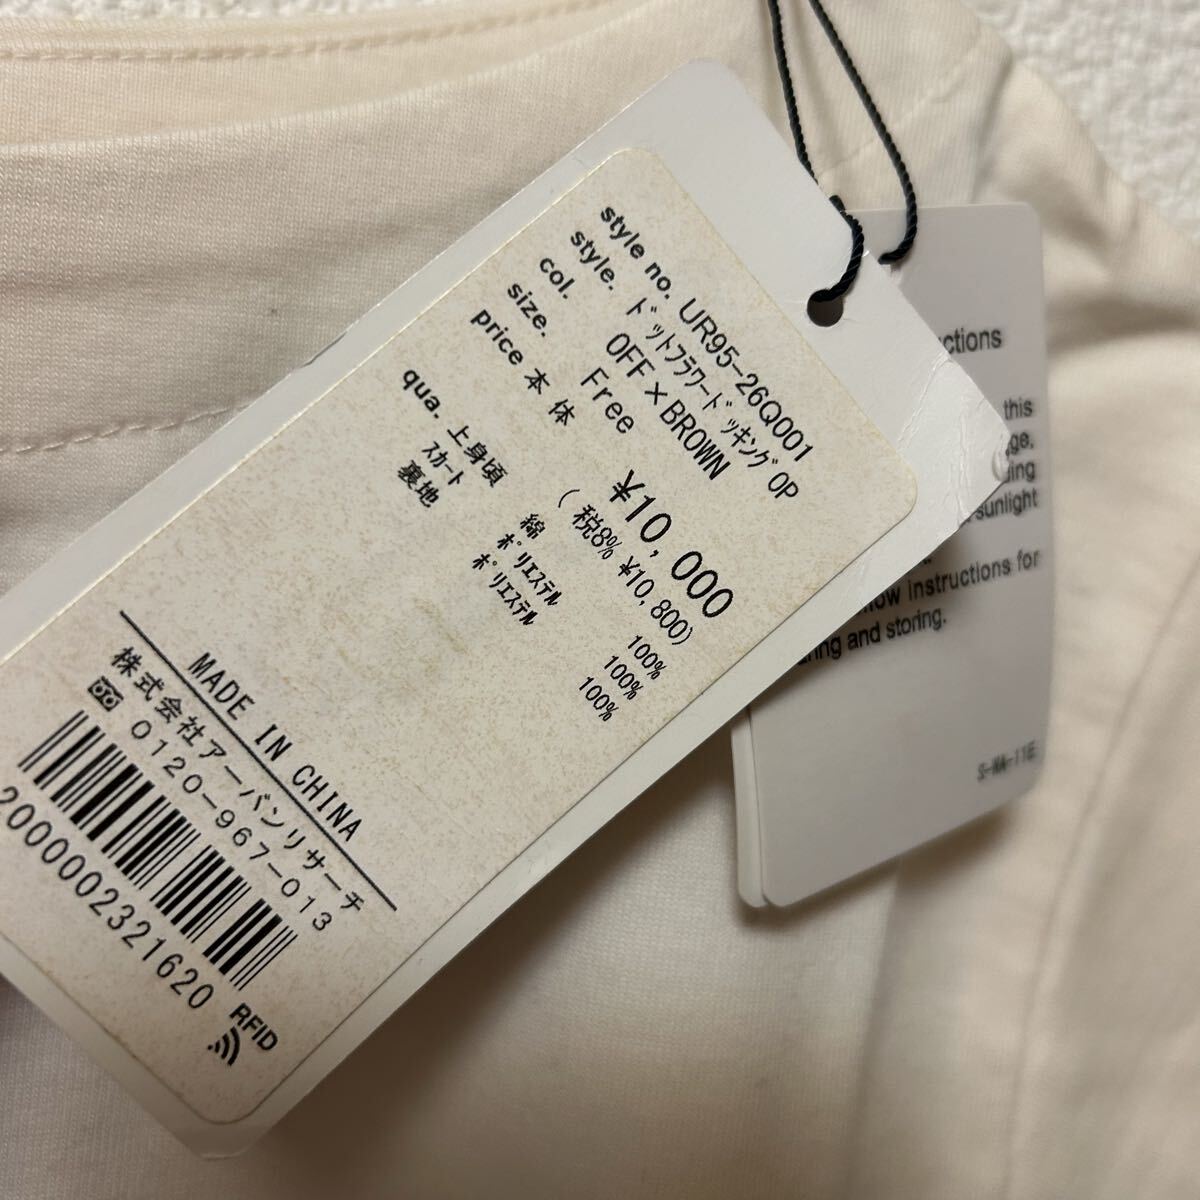 style no. UR95-26Q001
style. ﾄﾞｯﾄﾌﾗﾜｰﾄﾞｯｷﾝｸﾞOP
col. OFF×BROWN
size. Free
price 本 体 ¥10,000
( 税8% ¥10,800)
qua. 上身頃 綿 100%
ｽｶｰﾄ ﾎﾟﾘｴｽﾃﾙ 100%
裏地 ﾎﾟﾘｴｽﾃﾙ 100%
MADE IN CHINA
株式会社アーバンリサーチ
0120-967-013
2000002321620
RFID
ctions
this
sunlight
instructions for
and storing.
S-WA-11E